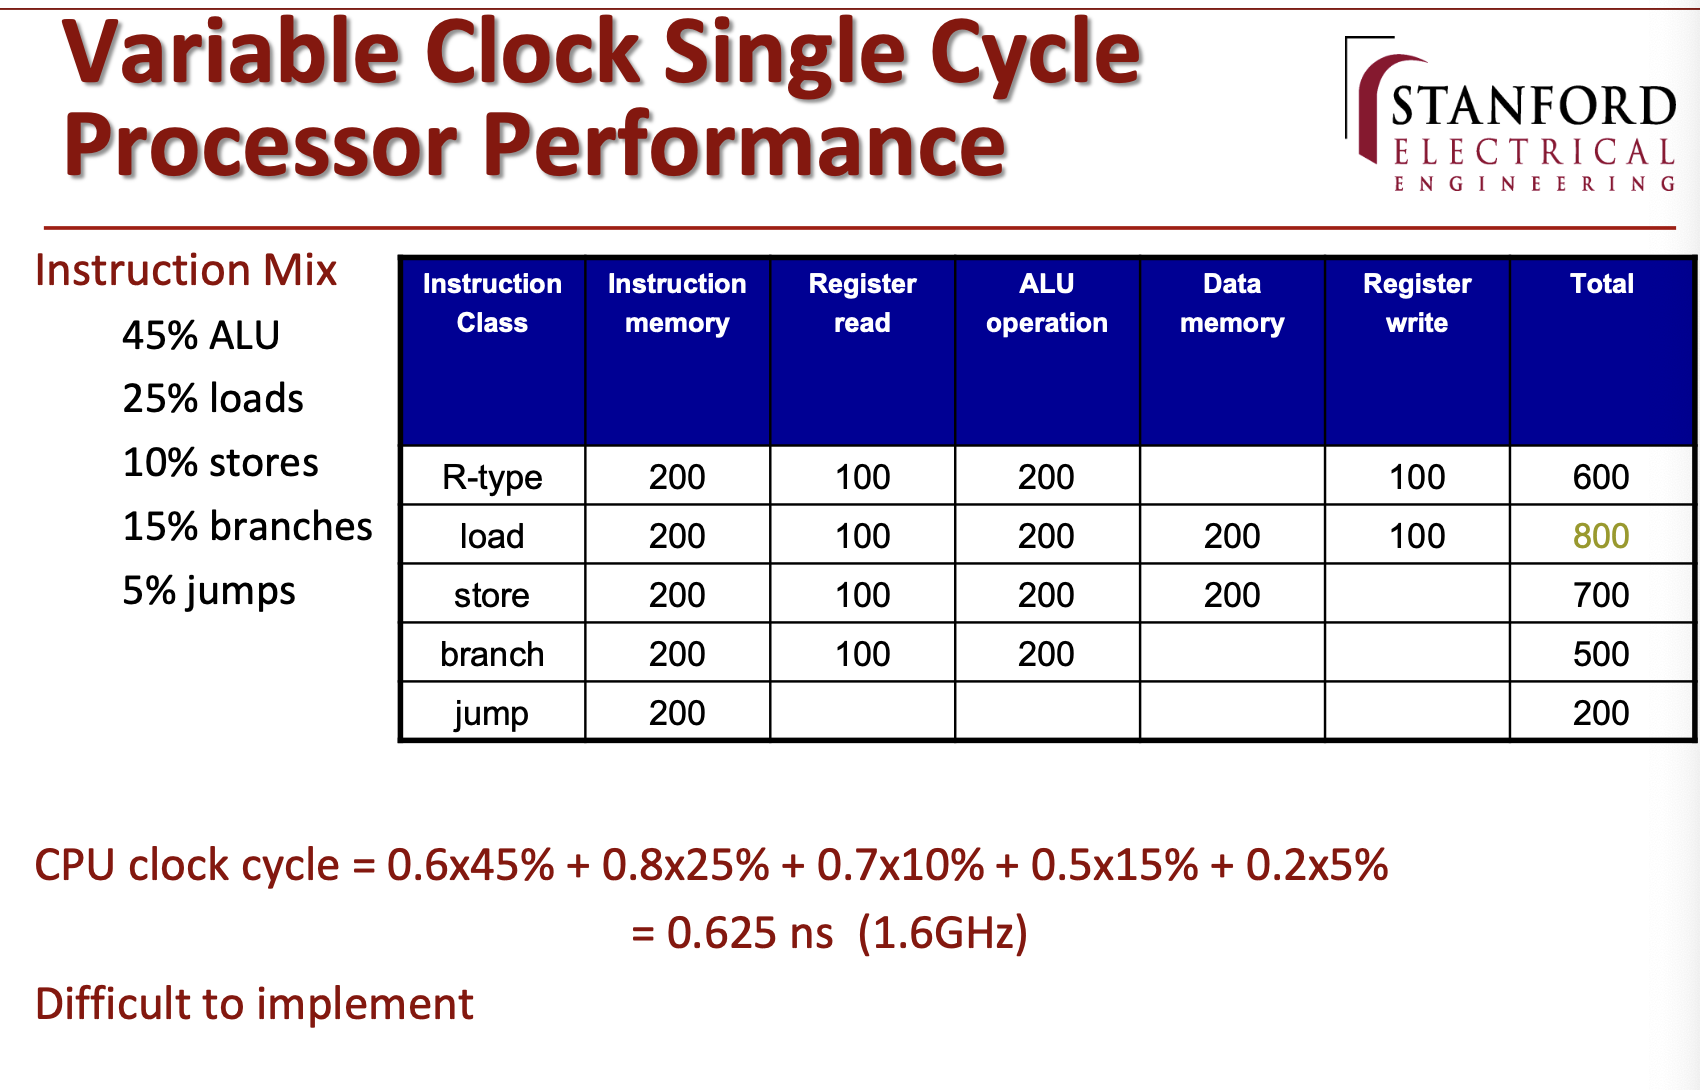 Variable Clock Single Cycle
Processor Performance
STANFORD
ELECTRICAL
ENGINEERING
Instruction Mix
45% ALU
25% loads
10% stores
15% branches
5% jumps
Instruction Class Instruction memory Register read ALU operation Data memory Register write Total
R-type 200 100 200 100 600
load 200 100 200 200 100 800
store 200 100 200 200 700
branch 200 100 200 500
jump 200 200
CPU clock cycle = 0.6x45% + 0.8x25% + 0.7x10% + 0.5x15% + 0.2x5%
= 0.625 ns (1.6GHz)
Difficult to implement